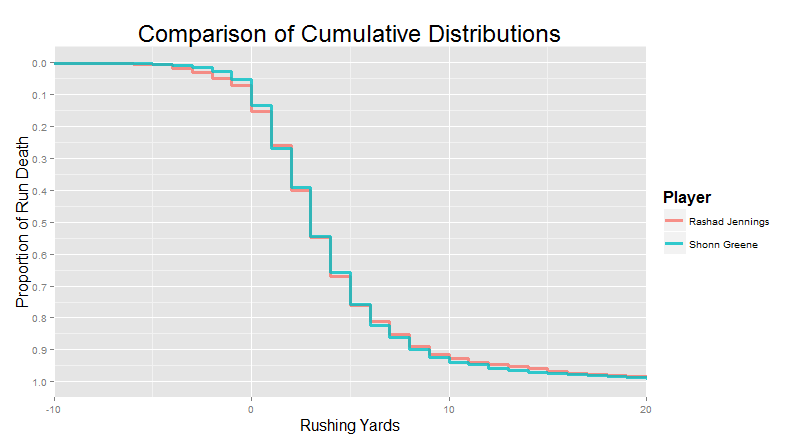 Comparison of Cumulative Distributions
Proportion of Run Death
0.0
0.1
0.2
0.3
0.4
0.5
0.6
0.7
0.8
0.9
1.0
-10
0
10
20
Rushing Yards
Player
Rashad Jennings
Shonn Greene